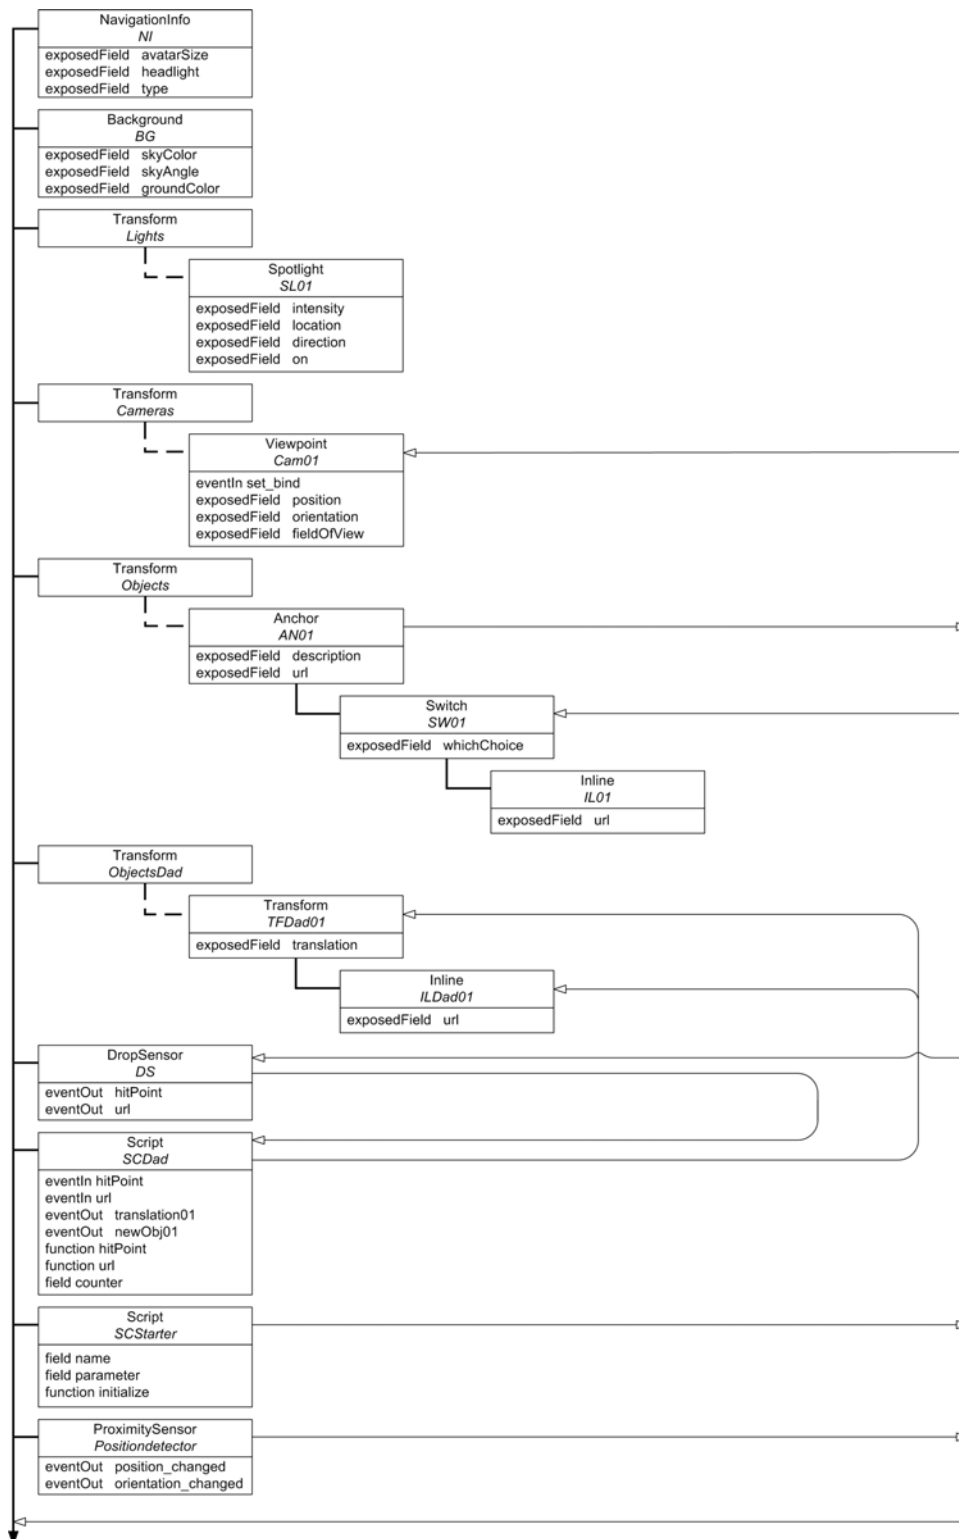 NavigationInfo
NI
exposedField avatarSize
exposedField headlight
exposedField type
Background
BG
exposedField skyColor
exposedField skyAngle
exposedField groundColor
Transform
Lights
Spotlight
SL01
exposedField intensity
exposedField location
exposedField direction
exposedField on
Transform
Cameras
Viewpoint
Cam01
eventIn set_bind
exposedField position
exposedField orientation
exposedField fieldOfView
Transform
Objects
Anchor
AN01
exposedField description
exposedField url
Switch
SW01
exposedField whichChoice
Inline
IL01
exposedField url
Transform
ObjectsDad
Transform
TFDad01
exposedField translation
Inline
ILDad01
exposedField url
DropSensor
DS
eventOut hitPoint
eventOut url
Script
SCDad
eventIn hitPoint
eventIn url
eventOut translation01
eventOut newObj01
function hitPoint
function url
field counter
Script
SCStarter
field name
field parameter
function initialize
ProximitySensor
Positiondetector
eventOut position_changed
eventOut orientation_changed